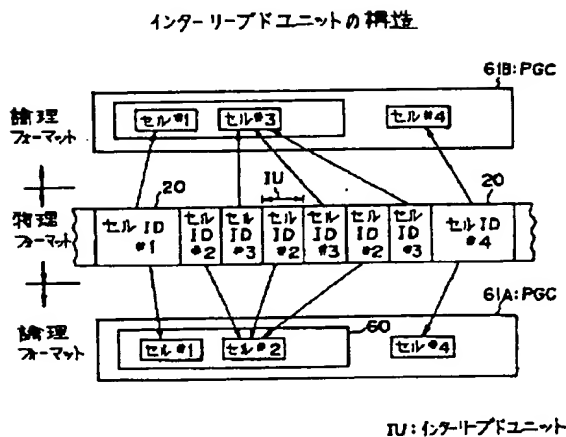 インターリーブドユニットの構造
61B:PGC
論理
フォーマット
セル#1
セル#3
セル#4
20
IU
20
物理
フォーマット
セル ID #1
セル ID #2
セル ID #3
セル ID #2
セル ID #3
セル ID #2
セル ID #3
セル ID #4
61A:PGC
論理
フォーマット
60
セル#1
セル#2
セル#4
IU:インターリーブドユニット